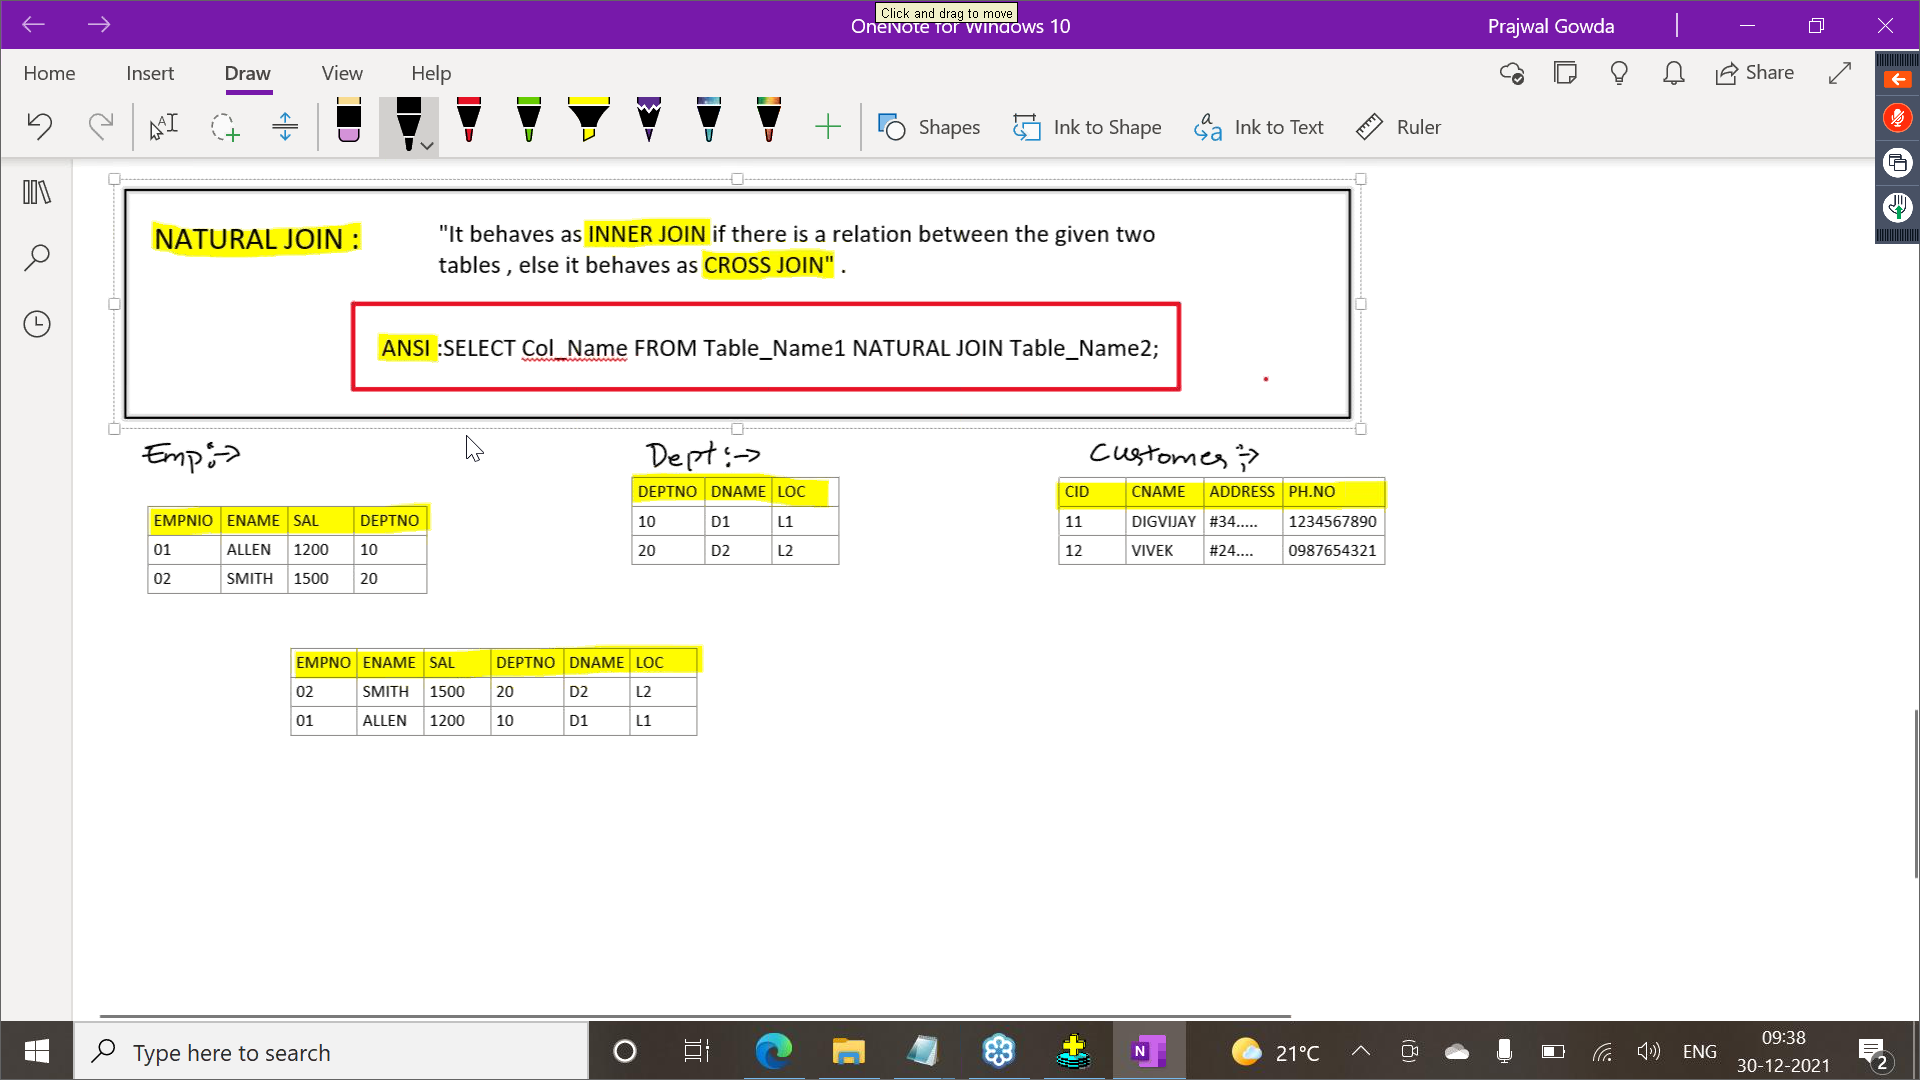 Click and drag to move
OneNote for Windows 10
Prajwal Gowda
Home Insert Draw View Help
Share
Shapes Ink to Shape Ink to Text Ruler
NATURAL JOIN :
"It behaves as INNER JOIN if there is a relation between the given two
tables , else it behaves as CROSS JOIN" .
ANSI :SELECT Col_Name FROM Table_Name1 NATURAL JOIN Table_Name2;
Emp:→
EMPNIO ENAME SAL DEPTNO
01 ALLEN 1200 10
02 SMITH 1500 20
Dept:→
DEPTNO DNAME LOC
10 D1 L1
20 D2 L2
Customer:→
CID CNAME ADDRESS PH.NO
11 DIGVIJAY #34..... 1234567890
12 VIVEK #24.... 0987654321
EMPNO ENAME SAL DEPTNO DNAME LOC
02 SMITH 1500 20 D2 L2
01 ALLEN 1200 10 D1 L1
Type here to search
N
21°C
ENG
09:38
30-12-2021
2